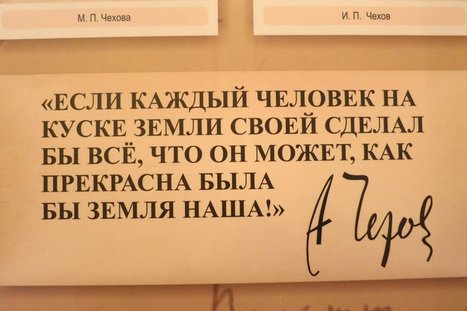 М. П. Чехова
И. П. Чехов
«ЕСЛИ КАЖДЫЙ ЧЕЛОВЕК НА
КУСКЕ ЗЕМЛИ СВОЕЙ СДЕЛАЛ
БЫ ВСЁ, ЧТО ОН МОЖЕТ, КАК
ПРЕКРАСНА БЫЛА
БЫ ЗЕМЛЯ НАША!»
А Чехов